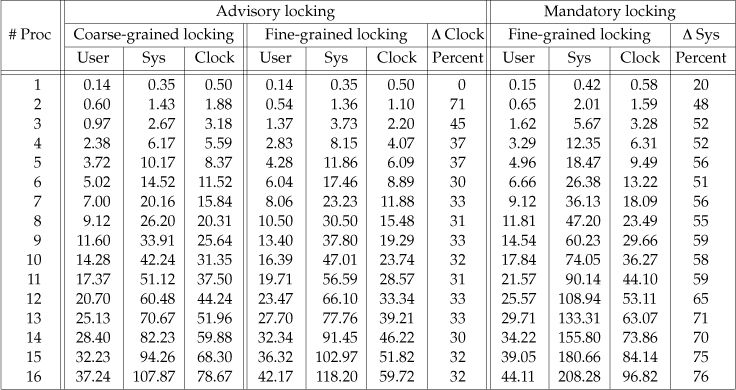 Advisory locking Mandatory locking
# Proc Coarse-grained locking Fine-grained locking Δ Clock Fine-grained locking Δ Sys
User Sys Clock User Sys Clock Percent User Sys Clock Percent
1 0.14 0.35 0.50 0.14 0.35 0.50 0 0.15 0.42 0.58 20
2 0.60 1.43 1.88 0.54 1.36 1.10 71 0.65 2.01 1.59 48
3 0.97 2.67 3.18 1.37 3.73 2.20 45 1.62 5.67 3.28 52
4 2.38 6.17 5.59 2.83 8.15 4.07 37 3.29 12.35 6.31 52
5 3.72 10.17 8.37 4.28 11.86 6.09 37 4.96 18.47 9.49 56
6 5.02 14.52 11.52 6.04 17.46 8.89 30 6.66 26.38 13.22 51
7 7.00 20.16 15.84 8.06 23.23 11.88 33 9.12 36.13 18.09 56
8 9.12 26.20 20.31 10.50 30.50 15.48 31 11.81 47.20 23.49 55
9 11.60 33.91 25.64 13.40 37.80 19.29 33 14.54 60.23 29.66 59
10 14.28 42.24 31.35 16.39 47.01 23.74 32 17.84 74.05 36.27 58
11 17.37 51.12 37.50 19.71 56.59 28.57 31 21.57 90.14 44.10 59
12 20.70 60.48 44.24 23.47 66.10 33.34 33 25.57 108.94 53.11 65
13 25.13 70.67 51.96 27.70 77.76 39.21 33 29.71 133.31 63.07 71
14 28.40 82.23 59.88 32.34 91.45 46.22 30 34.22 155.80 73.86 70
15 32.23 94.26 68.30 36.32 102.97 51.82 32 39.05 180.66 84.14 75
16 37.24 107.87 78.67 42.17 118.20 59.72 32 44.11 208.28 96.82 76